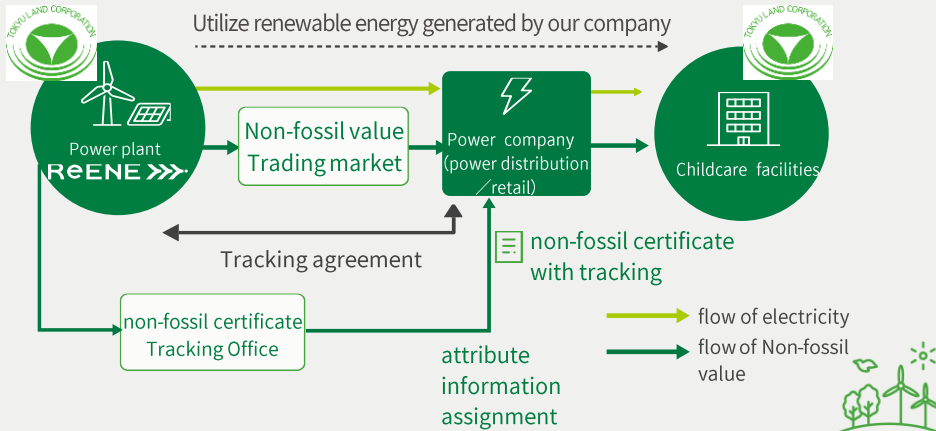 Utilize renewable energy generated by our company
TOKYU LAND CORPORATION
TOKYU LAND CORPORATION
Power plant
ReENE
Non-fossil value
Trading market
Power company
(power distribution
/retail)
Childcare facilities
Tracking agreement
non-fossil certificate
with tracking
non-fossil certificate
Tracking Office
attribute
information
assignment
flow of electricity
flow of Non-fossil
value